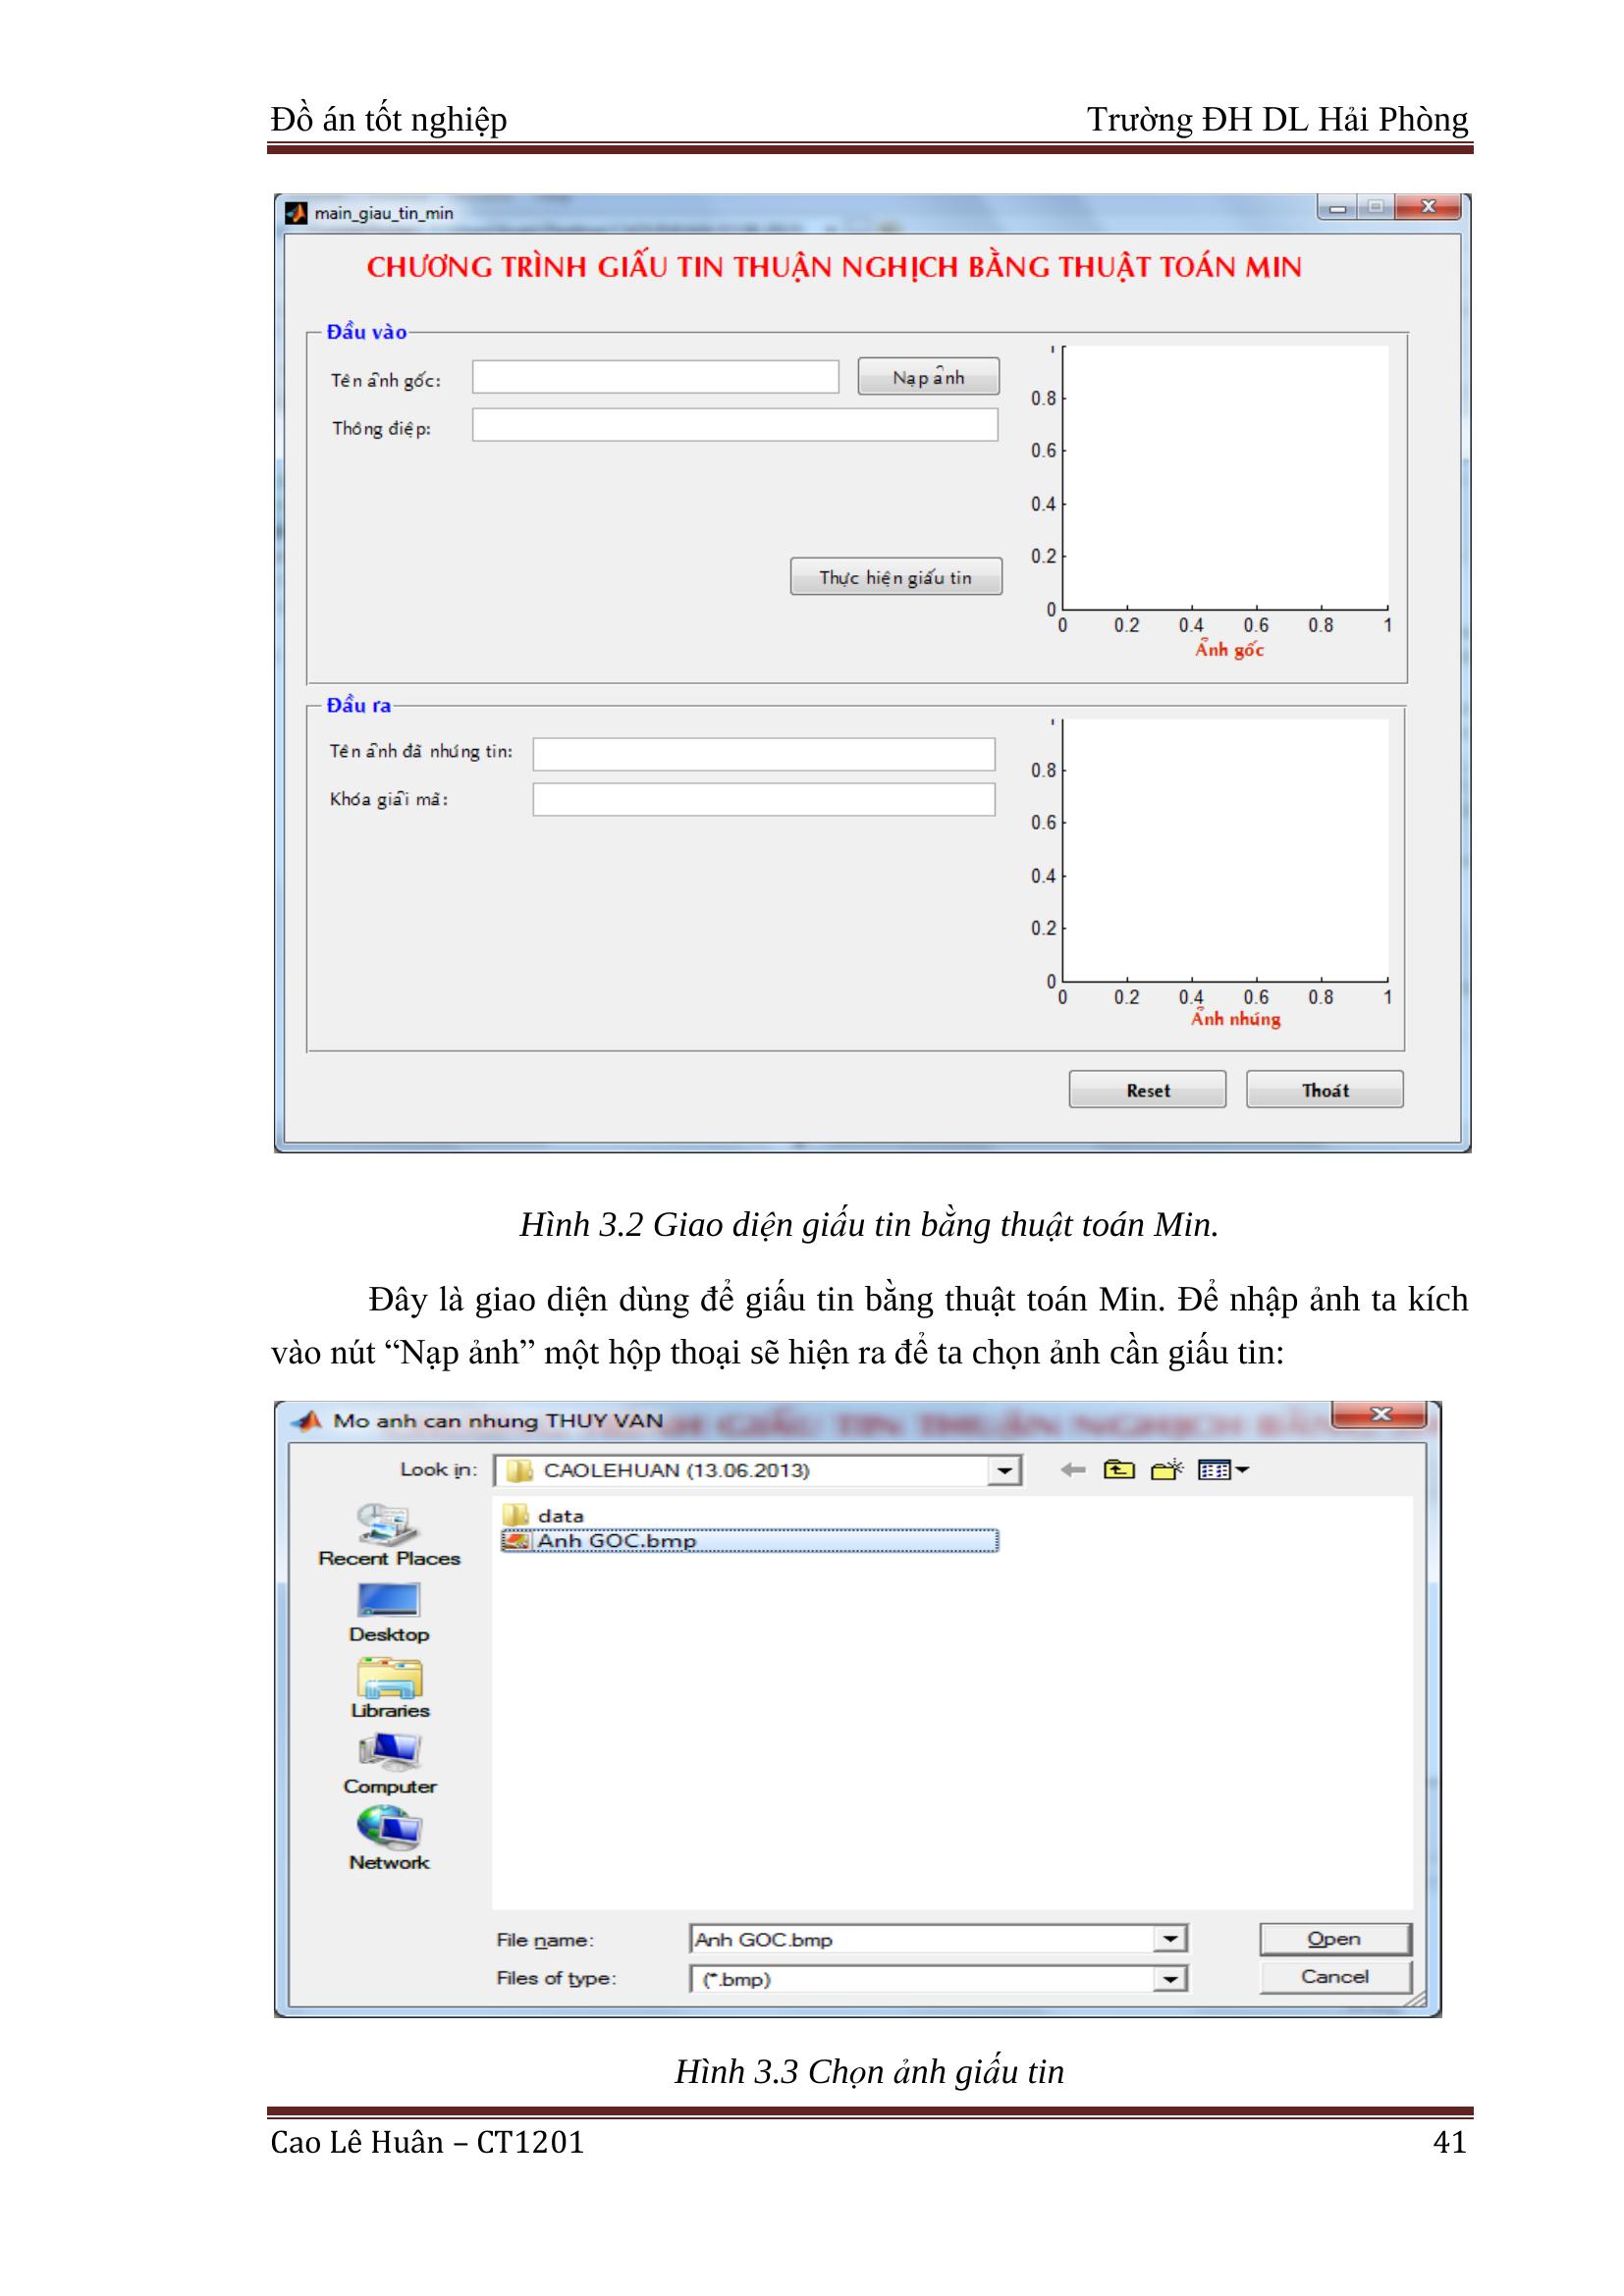 Đồ án tốt nghiệp Trường ĐH DL Hải Phòng
main_giau_tin_min
CHƯƠNG TRÌNH GIẤU TIN THUẬN NGHỊCH BẰNG THUẬT TOÁN MIN
Đầu vào
Tên ảnh gốc: Nạp ảnh
Thông điệp:
Thực hiện giấu tin
1
0.8
0.6
0.4
0.2
0
0 0.2 0.4 0.6 0.8 1
Ảnh gốc
Đầu ra
Tên ảnh đã nhúng tin:
Khóa giải mã:
1
0.8
0.6
0.4
0.2
0
0 0.2 0.4 0.6 0.8 1
Ảnh nhúng
Reset Thoát
Hình 3.2 Giao diện giấu tin bằng thuật toán Min.
Đây là giao diện dùng để giấu tin bằng thuật toán Min. Để nhập ảnh ta kích
vào nút “Nạp ảnh” một hộp thoại sẽ hiện ra để ta chọn ảnh cần giấu tin:
Mo anh can nhung THUY VAN
Look in: CAOLEHUAN (13.06.2013)
data
Anh GOC.bmp
Recent Places
Desktop
Libraries
Computer
Network
File name: Anh GOC.bmp Open
Files of type: (*.bmp) Cancel
Hình 3.3 Chọn ảnh giấu tin
Cao Lê Huân – CT1201 41